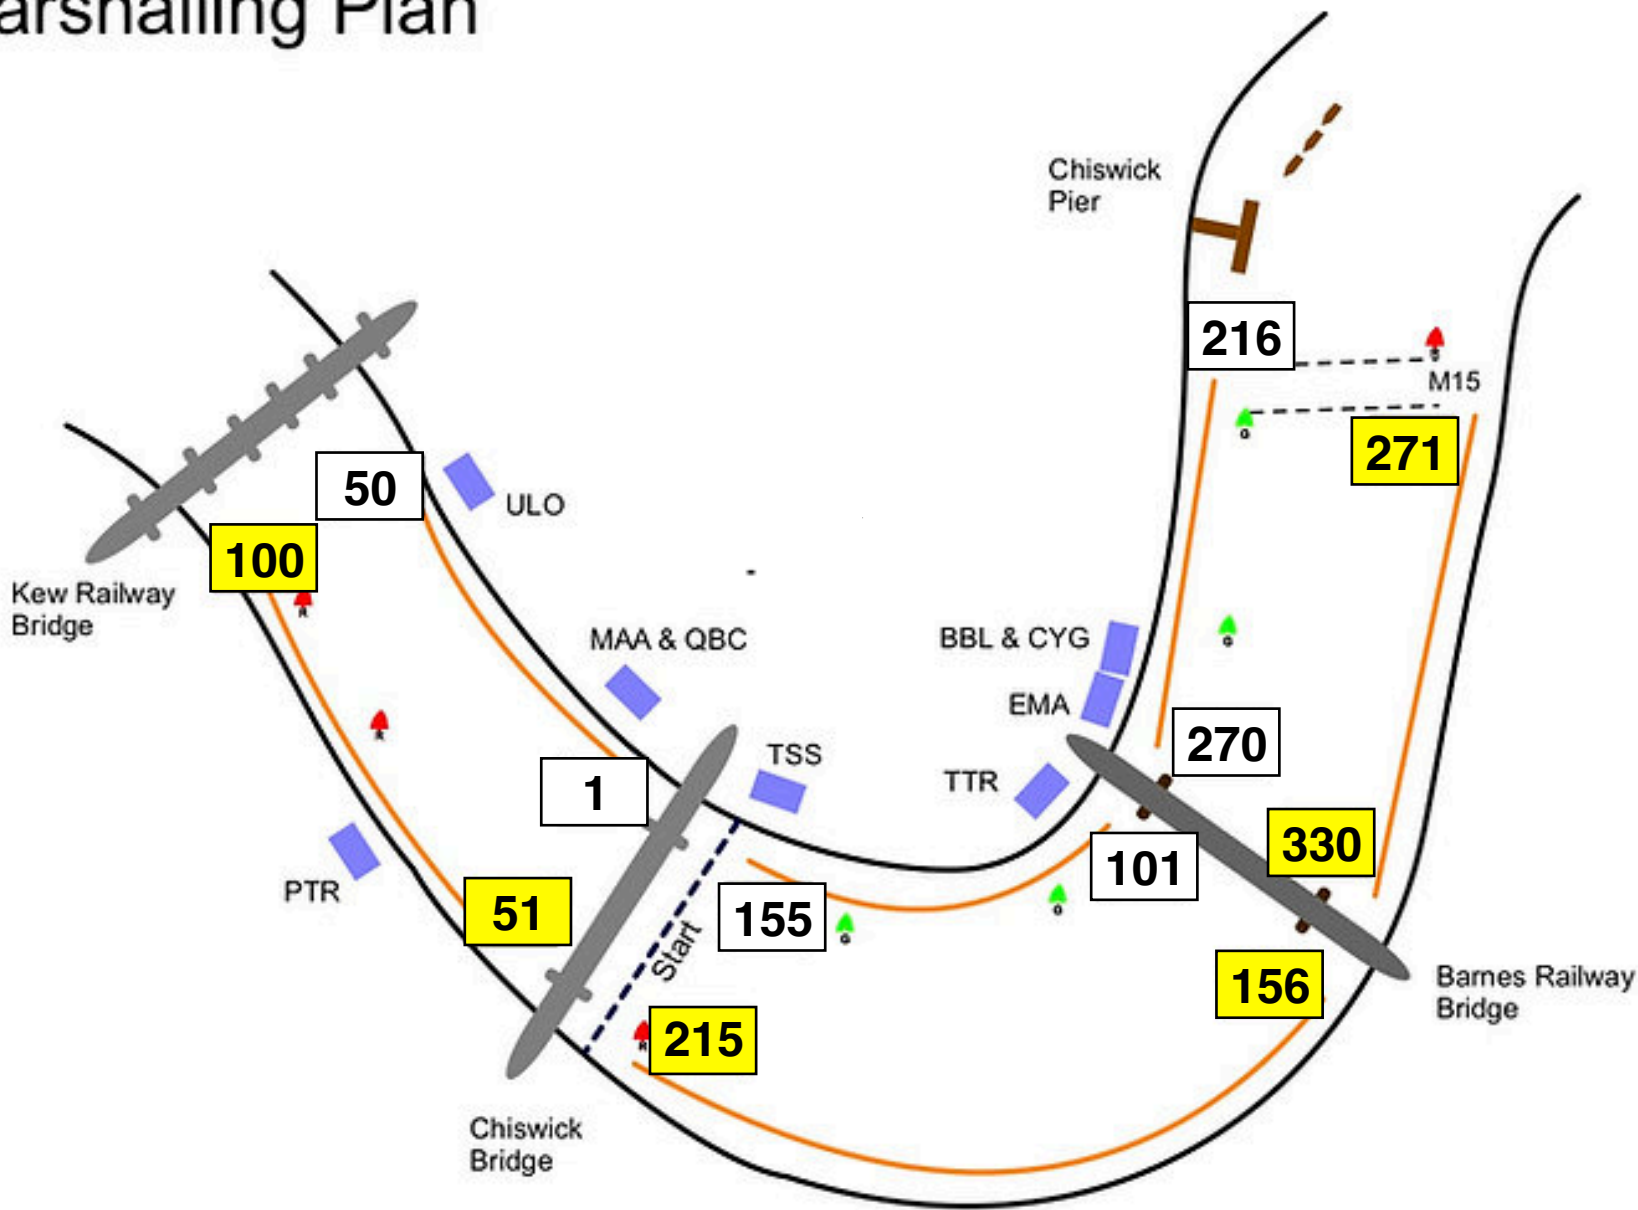 arshalling Plan
Chiswick
Pier
216
M15
271
50
ULO
100
Kew Railway
Bridge
MAA & QBC
BBL & CYG
EMA
270
TSS
TTR
1
330
101
PTR
51
155
Start
156
Barnes Railway
Bridge
215
Chiswick
Bridge